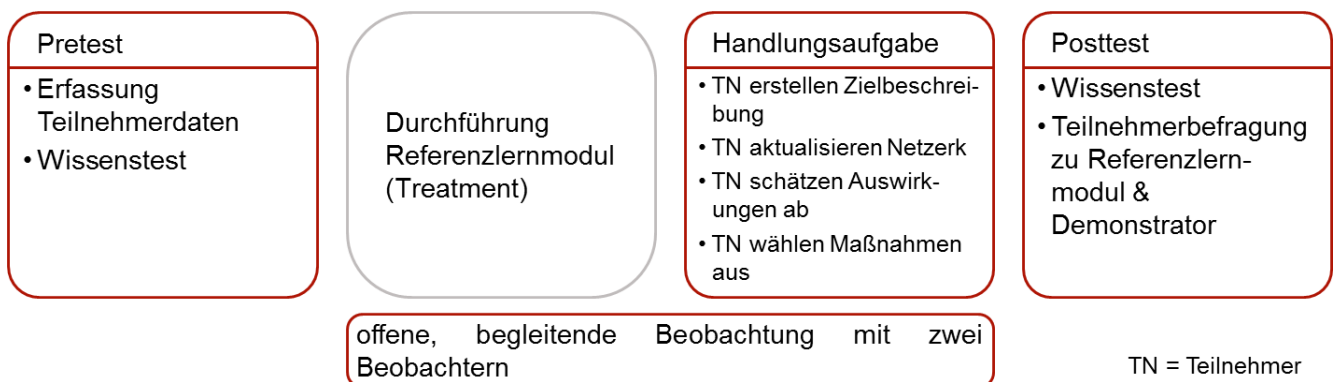 Pretest
• Erfassung
Teilnehmerdaten
• Wissenstest
Durchführung
Referenzlernmodul
(Treatment)
Handlungsaufgabe
• TN erstellen Zielbeschrei-
bung
• TN aktualisieren Netzerk
• TN schätzen Auswirk-
ungen ab
• TN wählen Maßnahmen
aus
Posttest
• Wissenstest
• Teilnehmerbefragung
zu Referenzlern-
modul &
Demonstrator
offene, begleitende Beobachtung mit zwei
Beobachtern
TN = Teilnehmer